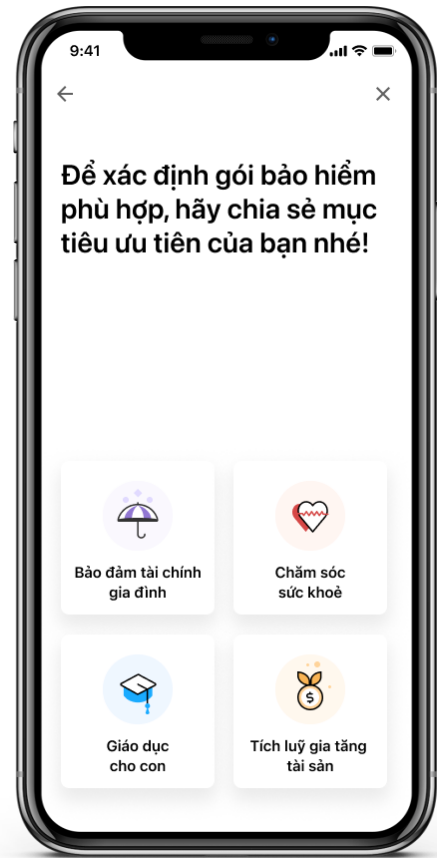 9:41
Để xác định gói bảo hiểm
phù hợp, hãy chia sẻ mục
tiêu ưu tiên của bạn nhé!
Bảo đảm tài chính
gia đình
Chăm sóc
sức khoẻ
Giáo dục
cho con
$
Tích luỹ gia tăng
tài sản